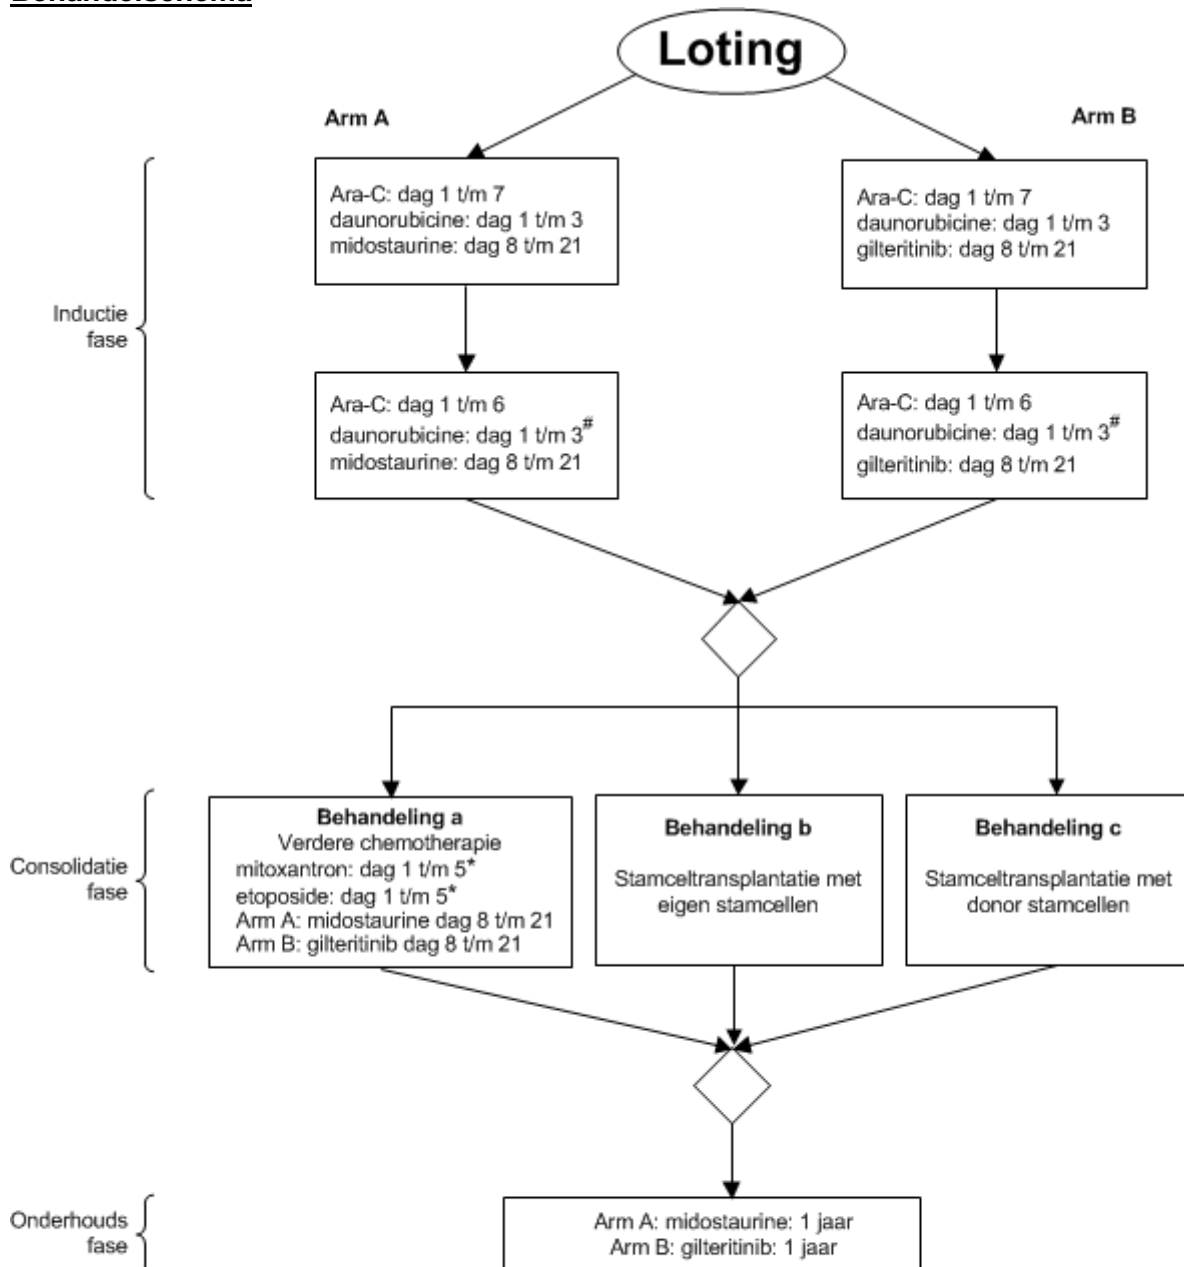 Behandelschema
Loting
Arm A
Arm B
Ara-C: dag 1 t/m 7
daunorubicine: dag 1 t/m 3
midostaurine: dag 8 t/m 21
Ara-C: dag 1 t/m 7
daunorubicine: dag 1 t/m 3
gilteritinib: dag 8 t/m 21
Inductie
fase
Ara-C: dag 1 t/m 6
daunorubicine: dag 1 t/m 3#
midostaurine: dag 8 t/m 21
Ara-C: dag 1 t/m 6
daunorubicine: dag 1 t/m 3#
gilteritinib: dag 8 t/m 21
Consolidatie
fase
Behandeling a
Verdere chemotherapie
mitoxantron: dag 1 t/m 5*
etoposide: dag 1 t/m 5*
Arm A: midostaurine dag 8 t/m 21
Arm B: gilteritinib dag 8 t/m 21
Behandeling b
Stamceltransplantatie met
eigen stamcellen
Behandeling c
Stamceltransplantatie met
donor stamcellen
Onderhouds
fase
Arm A: midostaurine: 1 jaar
Arm B: gilteritinib: 1 jaar